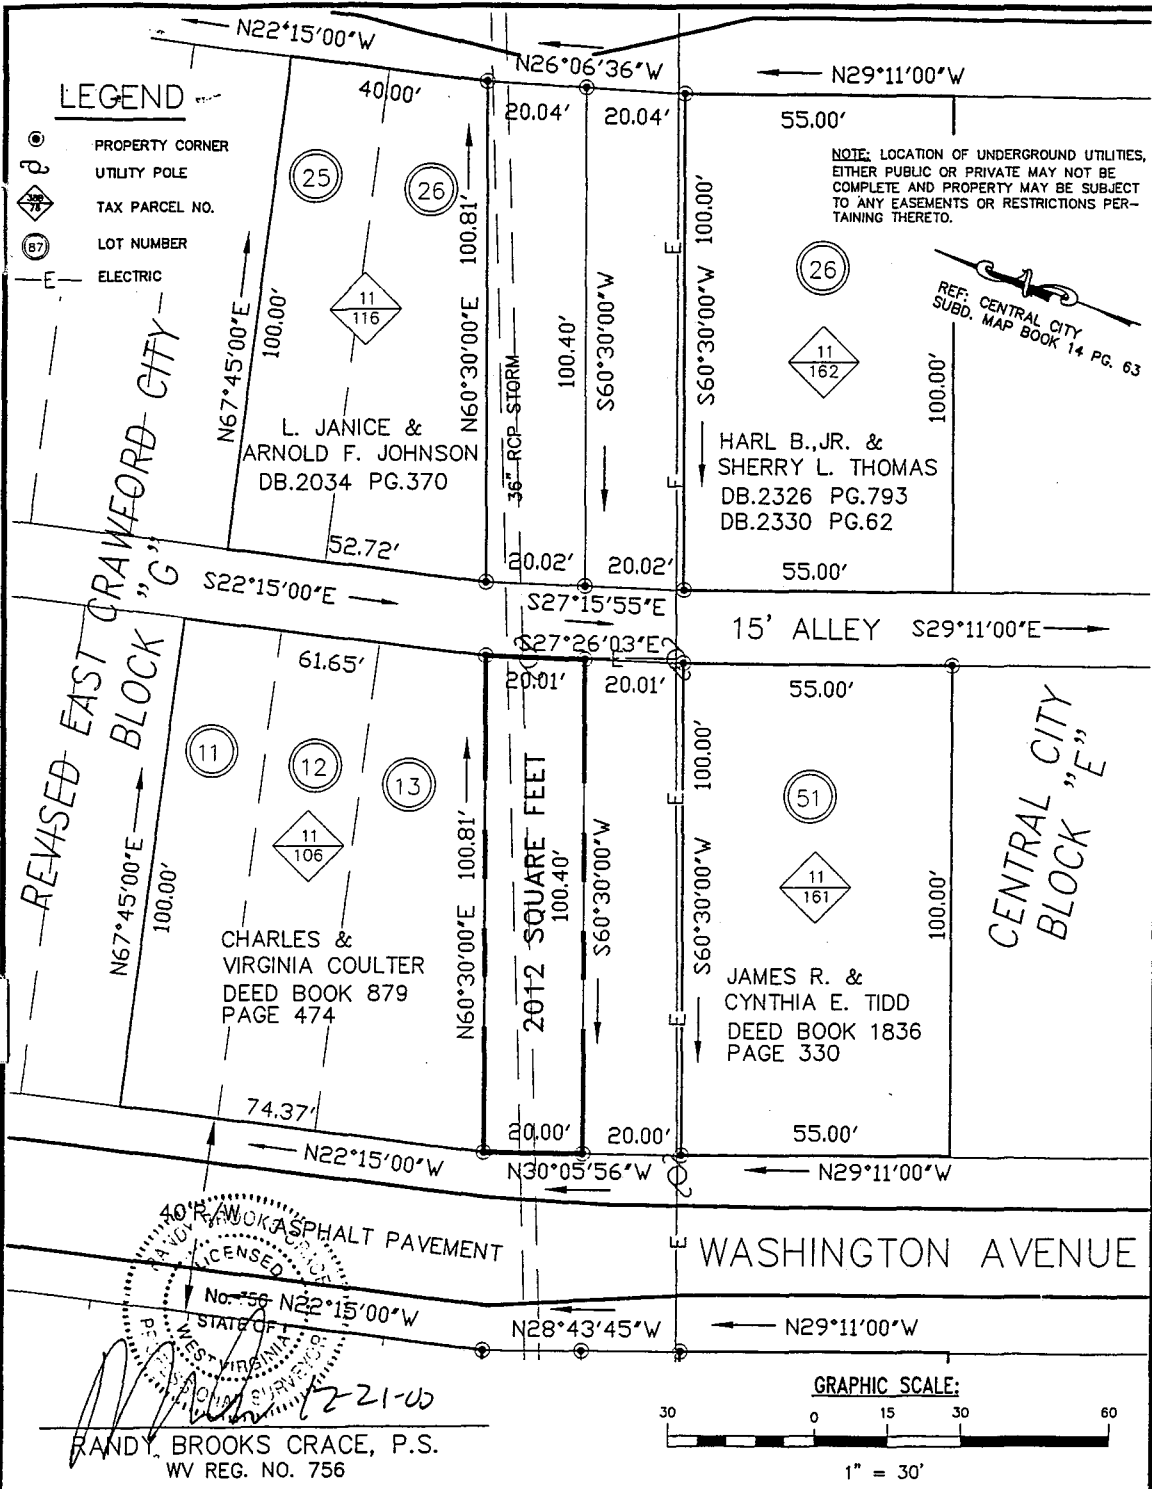 N22°15'00"W
N26°06'36"W
N29°11'00"W
LEGEND
PROPERTY CORNER
UTILITY POLE
TAX PARCEL NO.
87
LOT NUMBER
E
ELECTRIC
40.00'
20.04'
20.04'
55.00'
NOTE: LOCATION OF UNDERGROUND UTILITIES,
EITHER PUBLIC OR PRIVATE MAY NOT BE
COMPLETE AND PROPERTY MAY BE SUBJECT
TO ANY EASEMENTS OR RESTRICTIONS PER-
TAINING THERETO.
REF: CENTRAL CITY
SUBD. MAP BOOK 14 PG. 63
25
26
26
11
116
11
162
N67°45'00"E
100.00'
N60°30'00"E 100.81'
36" RCP STORM
100.40'
S60°30'00"W
E
S60°30'00"W 100.00'
100.00'
L. JANICE &
ARNOLD F. JOHNSON
DB.2034 PG.370
HARL B.,JR. &
SHERRY L. THOMAS
DB.2326 PG.793
DB.2330 PG.62
E
52.72'
20.02'
20.02'
55.00'
S22°15'00"E
S27°15'55"E
15' ALLEY
S29°11'00"E
S27°26'03"E
E
61.65'
20.01'
20.01'
55.00'
REVISED EAST CRAWFORD CITY
BLOCK "G"
CENTRAL CITY
BLOCK "E"
11
12
13
51
11
106
11
161
N67°45'00"E
100.00'
N60°30'00"E 100.81'
2012 SQUARE FEET
100.40'
S60°30'00"W
E
S60°30'00"W
100.00'
100.00'
CHARLES &
VIRGINIA COULTER
DEED BOOK 879
PAGE 474
JAMES R. &
CYNTHIA E. TIDD
DEED BOOK 1836
PAGE 330
E
74.37'
20.00'
20.00'
55.00'
N22°15'00"W
N30°05'56"W
N29°11'00"W
40'R/W ASPHALT PAVEMENT
E
WASHINGTON AVENUE
RANDY BROOKS CRACE
LICENSED
No. 756
STATE OF
WEST VIRGINIA
PROFESSIONAL SURVEYOR
N22°15'00"W
N28°43'45"W
N29°11'00"W
12-21-00
RANDY BROOKS CRACE, P.S.
WV REG. NO. 756
GRAPHIC SCALE:
30 0 15 30 60
1" = 30'